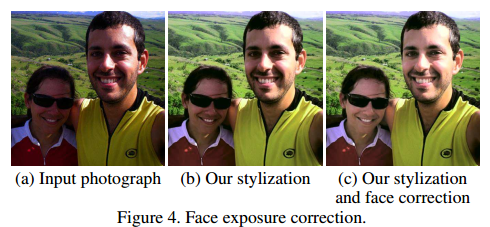 (a) Input photograph (b) Our stylization (c) Our stylization
and face correction
Figure 4. Face exposure correction.